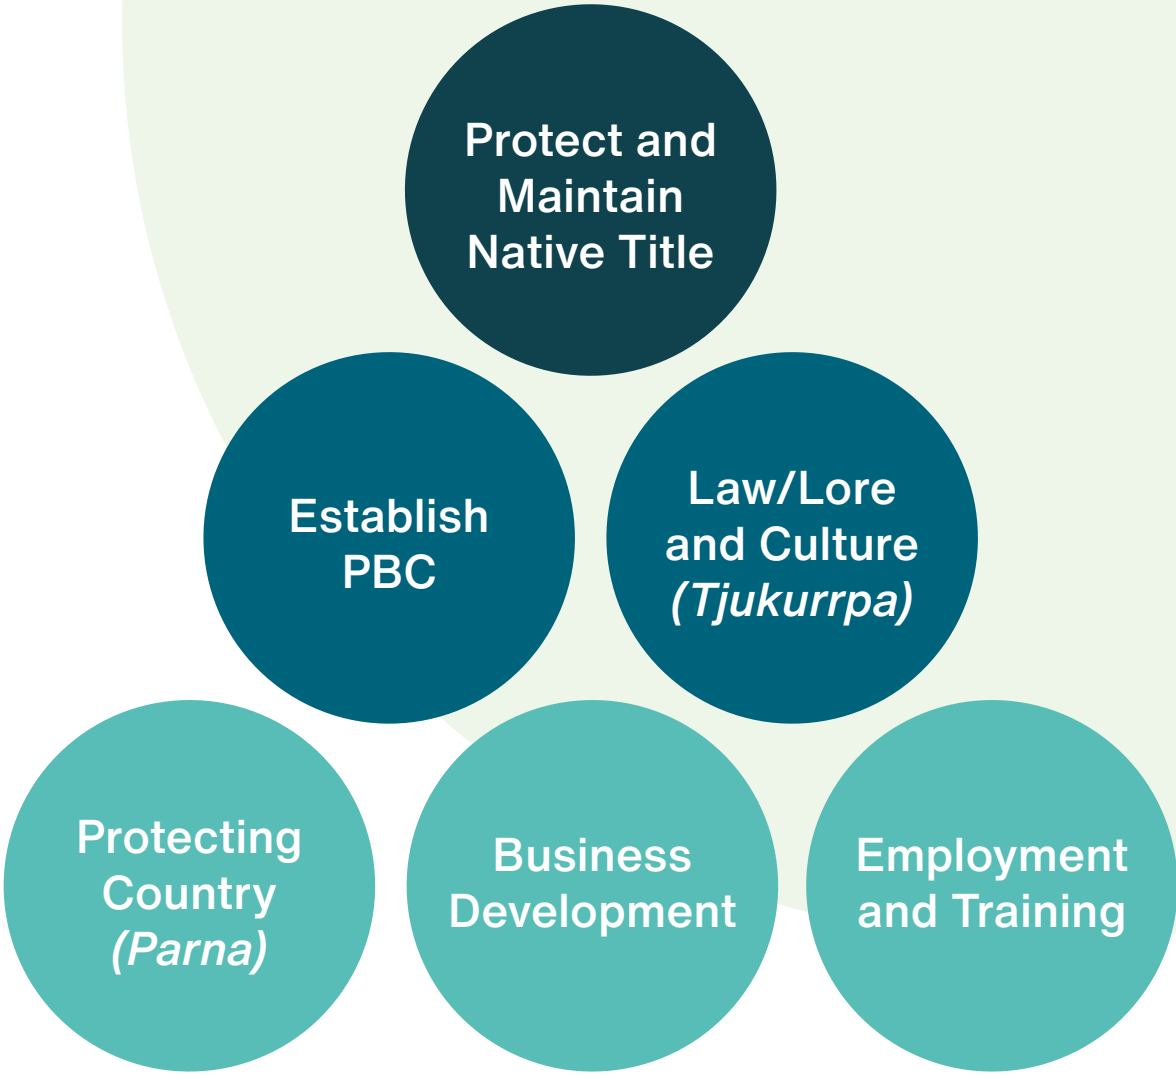 Protect and
Maintain
Native Title
Establish
PBC
Law/Lore
and Culture
(Tjukurrpa)
Protecting
Country
(Parna)
Business
Development
Employment
and Training